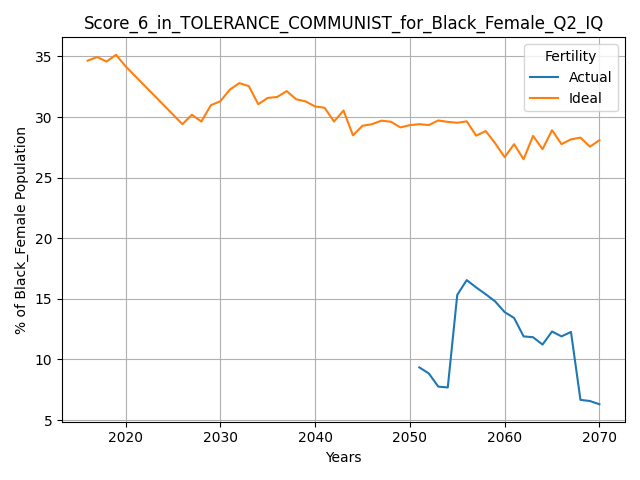 Score_6_in_TOLERANCE_COMMUNIST_for_Black_Female_Q2_IQ
Fertility
Actual
Ideal
% of Black_Female Population
35
30
25
20
15
10
5
2020 2030 2040 2050 2060 2070
Years